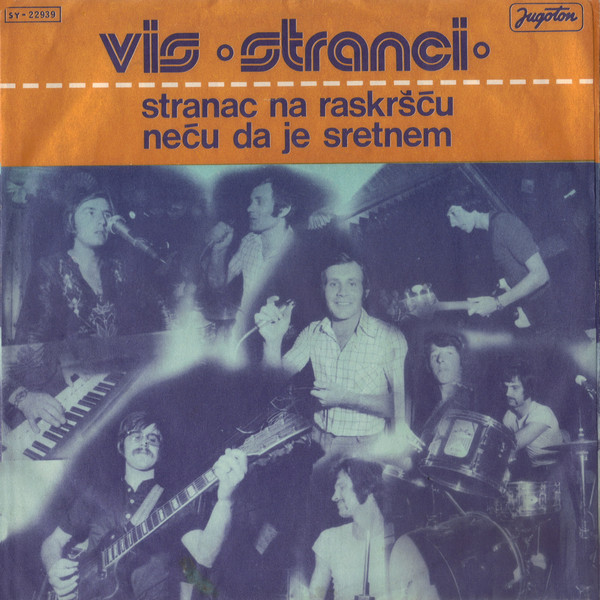 SY-22939
Jugoton
vis • stranci •
stranac na raskršću
neću da je sretnem